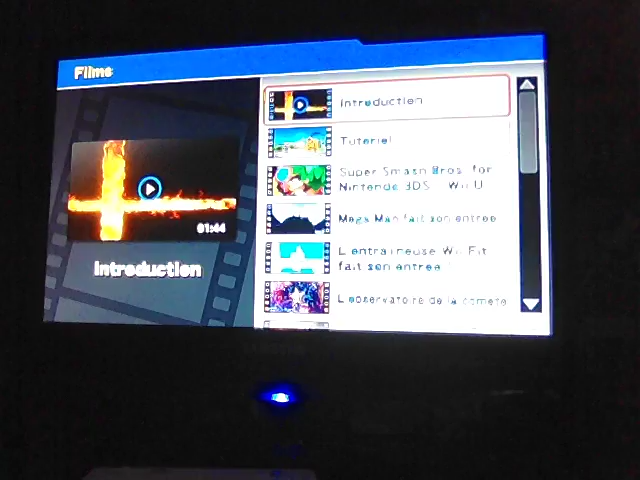 Films
01:44
Introduction
Introduction
Tutoriel
Super Smash Bros. for
Nintendo 3DS Wii U
Mega Man fait son entrée
L'entraîneuse Wii Fit
fait son entrée
L'observatoire de la comète